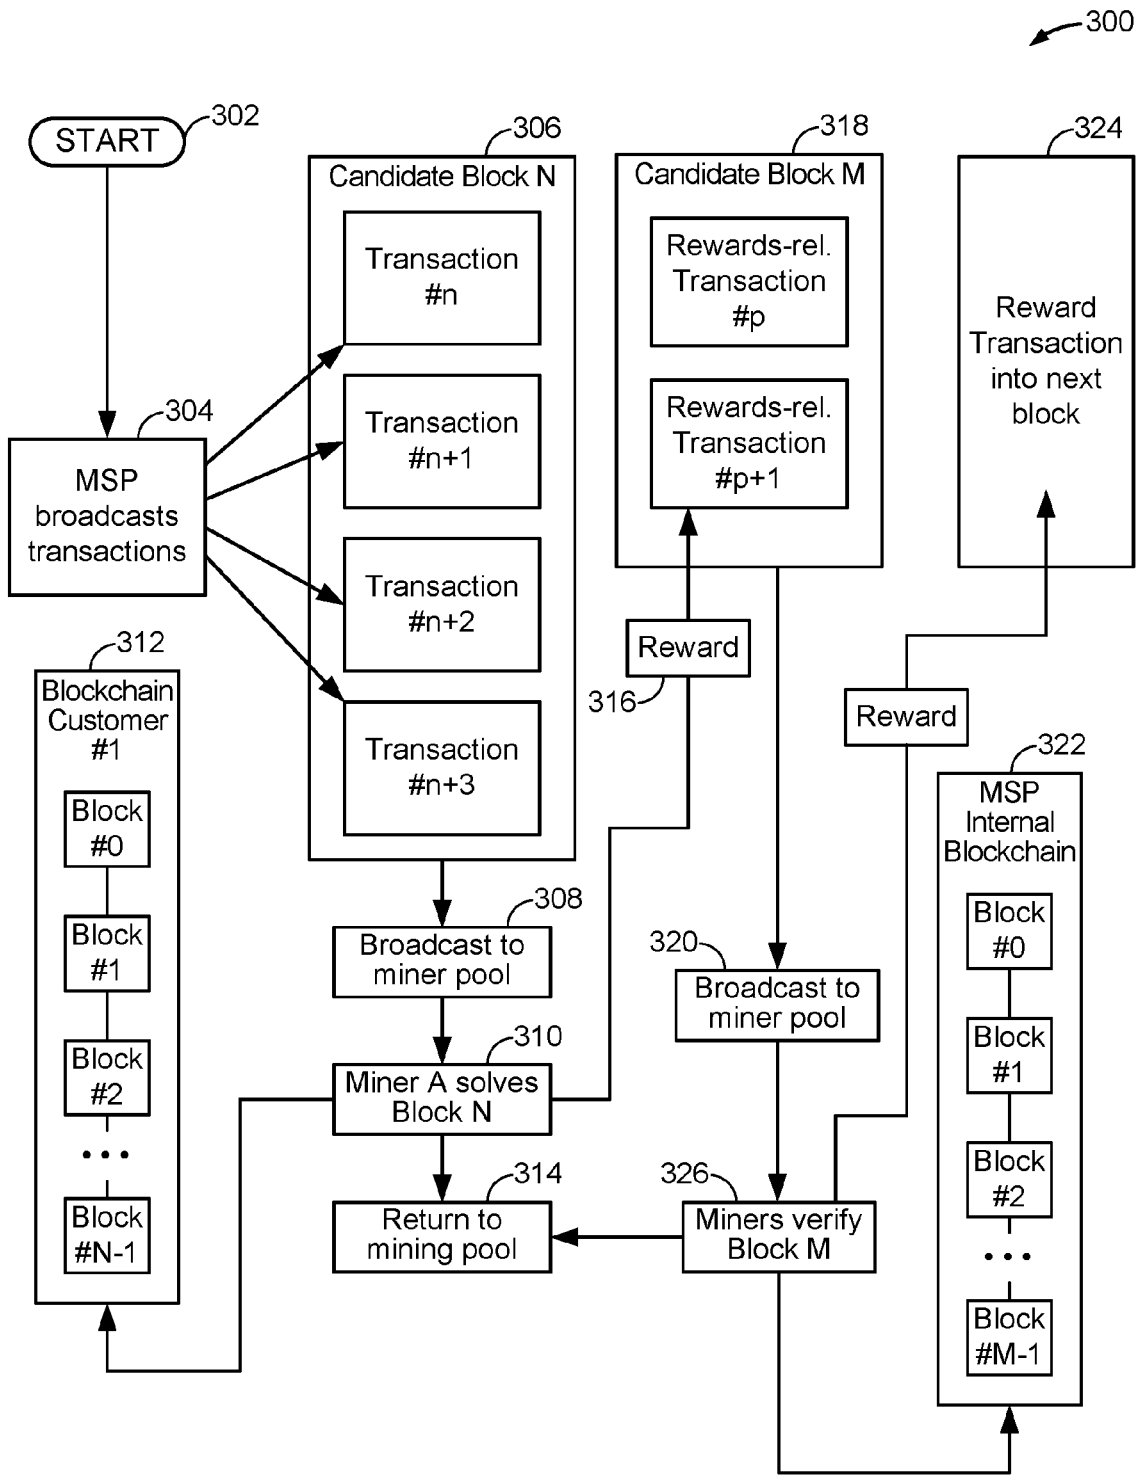 300
START
302
306
Candidate Block N
Transaction
#n
Transaction
#n+1
Transaction
#n+2
Transaction
#n+3
318
Candidate Block M
Rewards-rel.
Transaction
#p
Rewards-rel.
Transaction
#p+1
324
Reward
Transaction
into next
block
304
MSP
broadcasts
transactions
312
Blockchain
Customer
#1
Block
#0
Block
#1
Block
#2
...
Block
#N-1
Reward
316
Reward
322
MSP
Internal
Blockchain
Block
#0
Block
#1
Block
#2
...
Block
#M-1
308
Broadcast to
miner pool
320
Broadcast to
miner pool
310
Miner A solves
Block N
314
Return to
mining pool
326
Miners verify
Block M